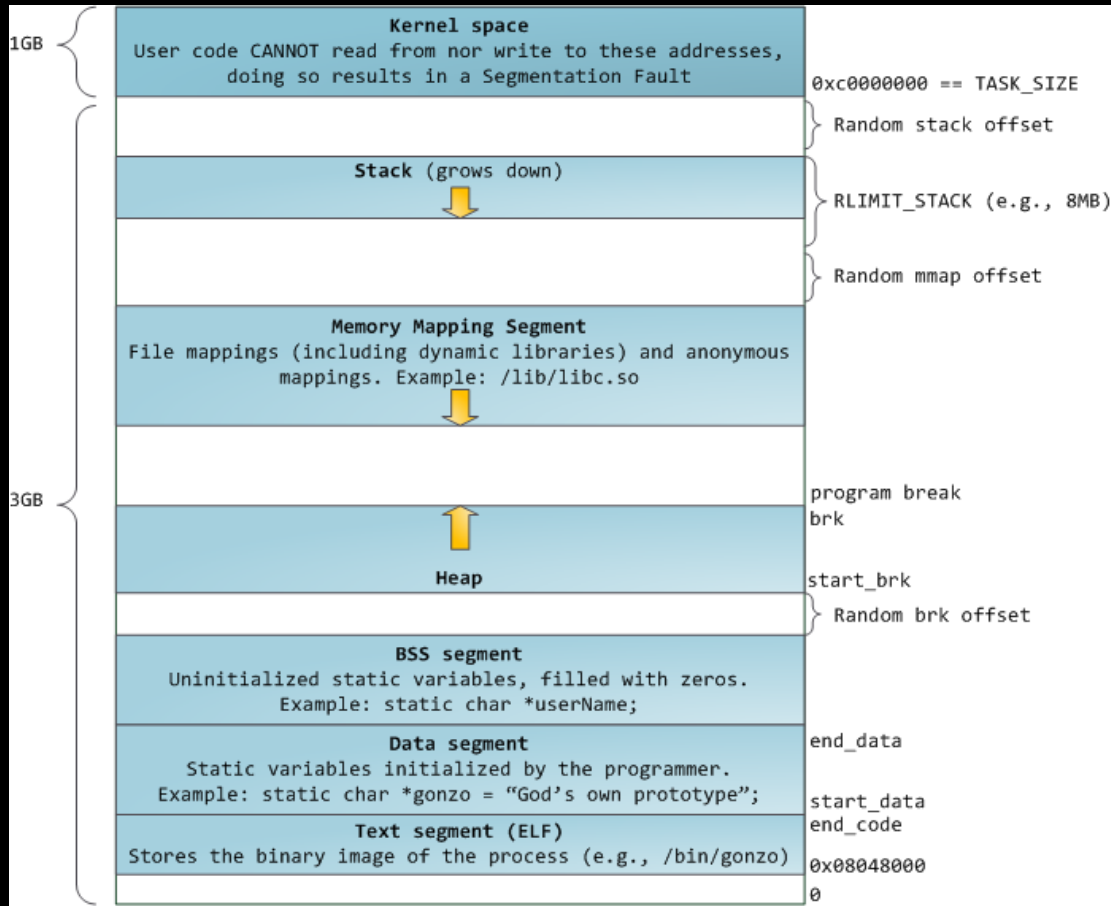 Kernel space
1GB
User code CANNOT read from nor write to these addresses,
doing so results in a Segmentation Fault
0xc0000000 == TASK_SIZE
Random stack offset
Stack (grows down)
RLIMIT_STACK (e.g., 8MB)
Random mmap offset
Memory Mapping Segment
File mappings (including dynamic libraries) and anonymous
mappings. Example: /lib/libc.so
3GB
program break
brk
Heap
start_brk
Random brk offset
BSS segment
Uninitialized static variables, filled with zeros.
Example: static char *userName;
Data segment
end_data
Static variables initialized by the programmer.
Example: static char *gonzo = “God’s own prototype”;
start_data
end_code
Text segment (ELF)
Stores the binary image of the process (e.g., /bin/gonzo)
0x08048000
0